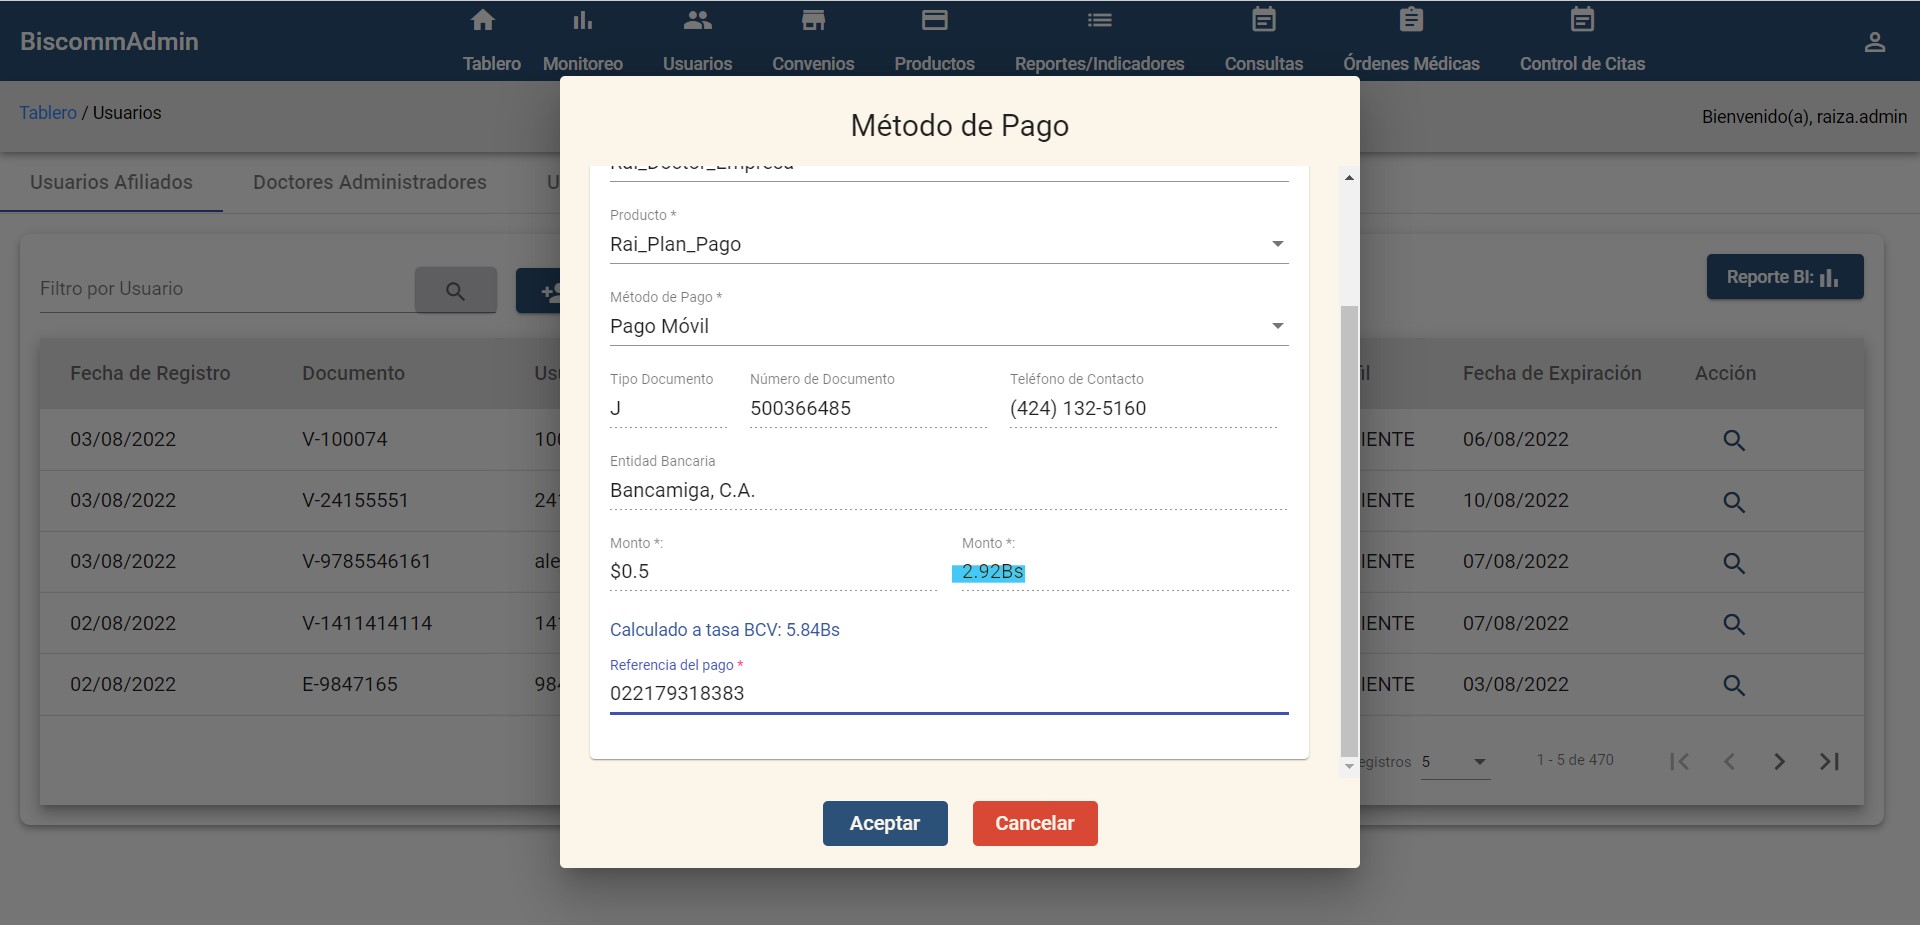 BiscommAdmin
Tablero Monitoreo Usuarios Convenios Productos Reportes/Indicadores Consultas Órdenes Médicas Control de Citas
Tablero / Usuarios
Bienvenido(a), raiza.admin
Usuarios Afiliados Doctores Administradores U
Filtro por Usuario
Reporte BI:
Fecha de Registro Documento Usu il Fecha de Expiración Acción
03/08/2022 V-100074 100 IENTE 06/08/2022
03/08/2022 V-24155551 241 IENTE 10/08/2022
03/08/2022 V-9785546161 ale IENTE 07/08/2022
02/08/2022 V-1411414114 141 IENTE 07/08/2022
02/08/2022 E-9847165 984 IENTE 03/08/2022
egistros 5 1 - 5 de 470
Método de Pago
Rai_Doctor_Empresa
Producto *
Rai_Plan_Pago
Método de Pago *
Pago Móvil
Tipo Documento Número de Documento Teléfono de Contacto
J 500366485 (424) 132-5160
Entidad Bancaria
Bancamiga, C.A.
Monto *: Monto *:
$0.5 2.92Bs
Calculado a tasa BCV: 5.84Bs
Referencia del pago *
022179318383
Aceptar Cancelar